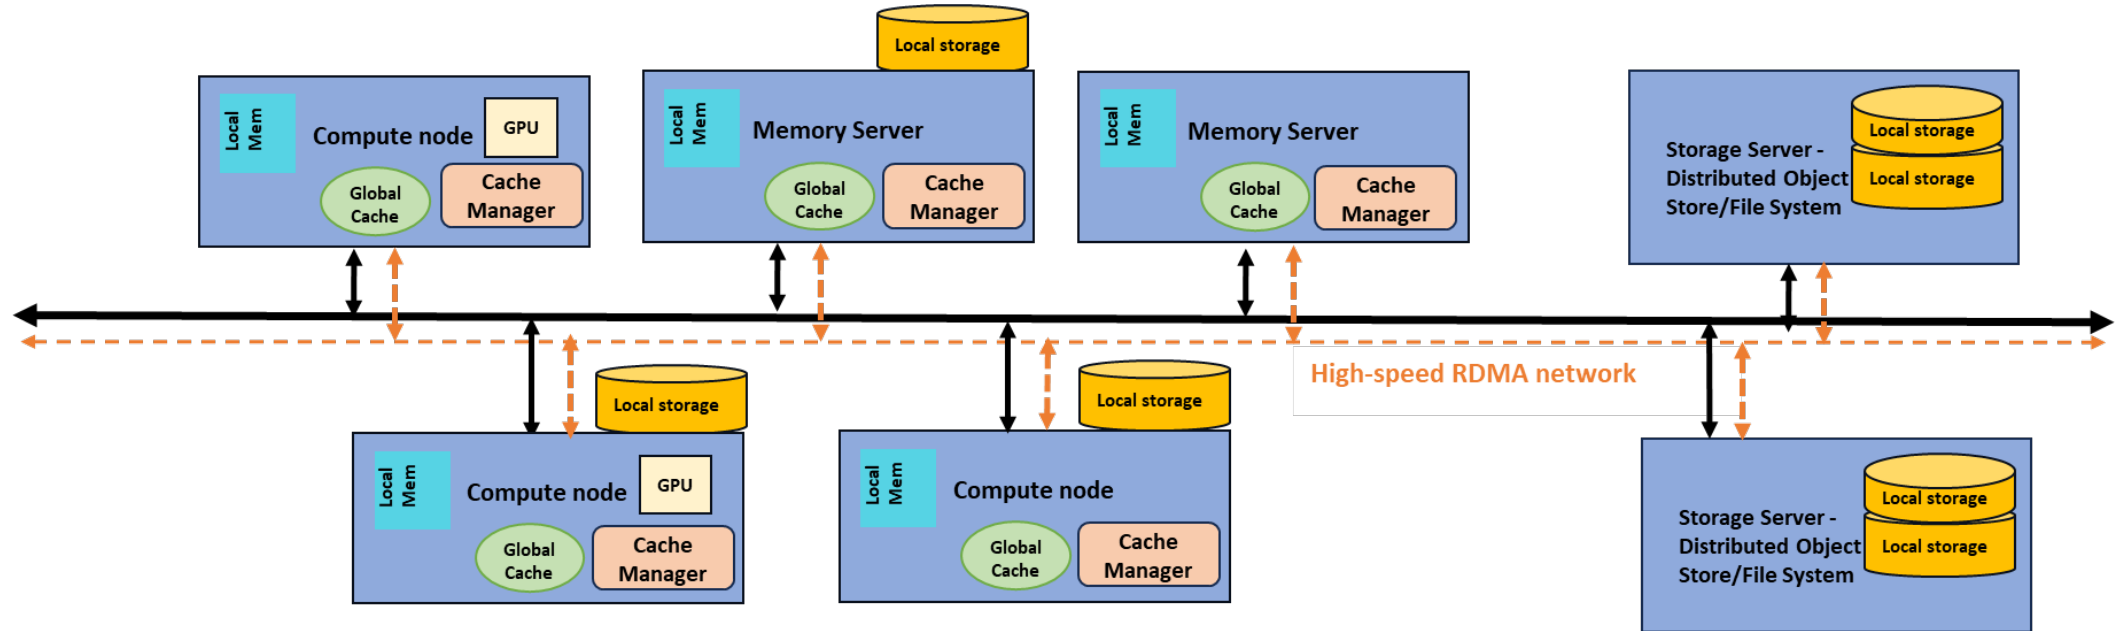 Local storage
Local
Mem
Compute node
GPU
Global
Cache
Cache
Manager
Local
Mem
Memory Server
Global
Cache
Cache
Manager
Local
Mem
Memory Server
Global
Cache
Cache
Manager
Storage Server -
Distributed Object
Store/File System
Local storage
Local storage
High-speed RDMA network
Local storage
Local
Mem
Compute node
GPU
Global
Cache
Cache
Manager
Local storage
Local
Mem
Compute node
Global
Cache
Cache
Manager
Storage Server -
Distributed Object
Store/File System
Local storage
Local storage